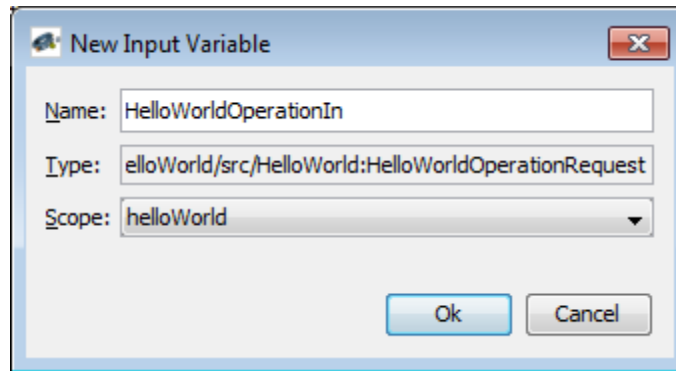 New Input Variable
Name: HelloWorldOperationIn
Type: elloWorld/src/HelloWorld:HelloWorldOperationRequest
Scope: helloWorld
Ok Cancel